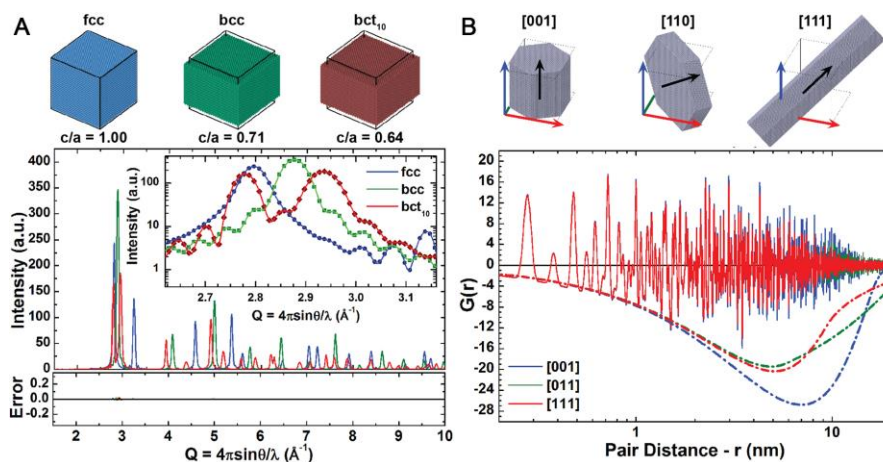 A
fcc bcc bct10
c/a = 1.00 c/a = 0.71 c/a = 0.64
Intensity (a.u.)
400
350
300
250
200
150
100
50
0
Intensity (a.u.)
100
10
1
fcc
bcc
bct10
2.7 2.8 2.9 3.0 3.1
Q = 4πsinθ/λ (Å-1)
Error
0.2
0.0
-0.2
2 3 4 5 6 7 8 9 10
Q = 4πsinθ/λ (Å-1)
B
[001] [110] [111]
G(r)
20
16
12
8
4
0
-4
-8
-12
-16
-20
-24
-28
[001]
[011]
[111]
1 10
Pair Distance - r (nm)